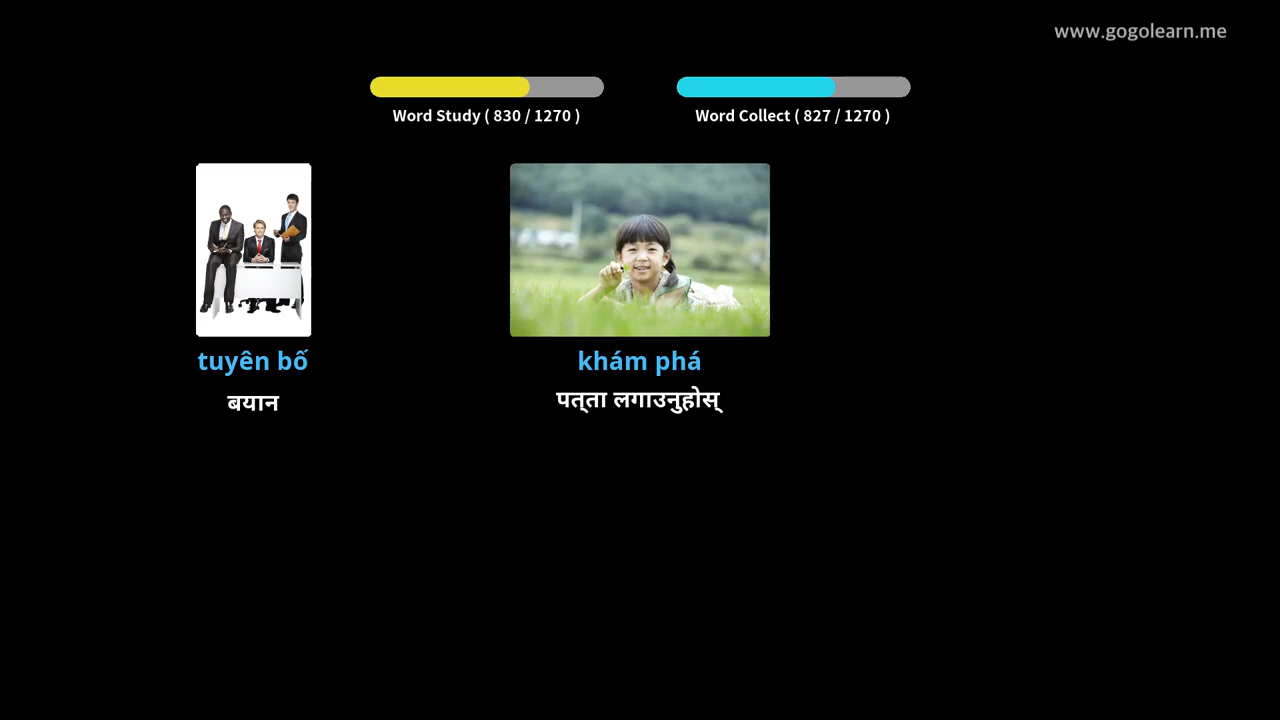 www.gogolearn.me
Word Study ( 830 / 1270 )
Word Collect ( 827 / 1270 )
tuyên bố
बयान
khám phá
पत्‌ता लगाउनुहोस्